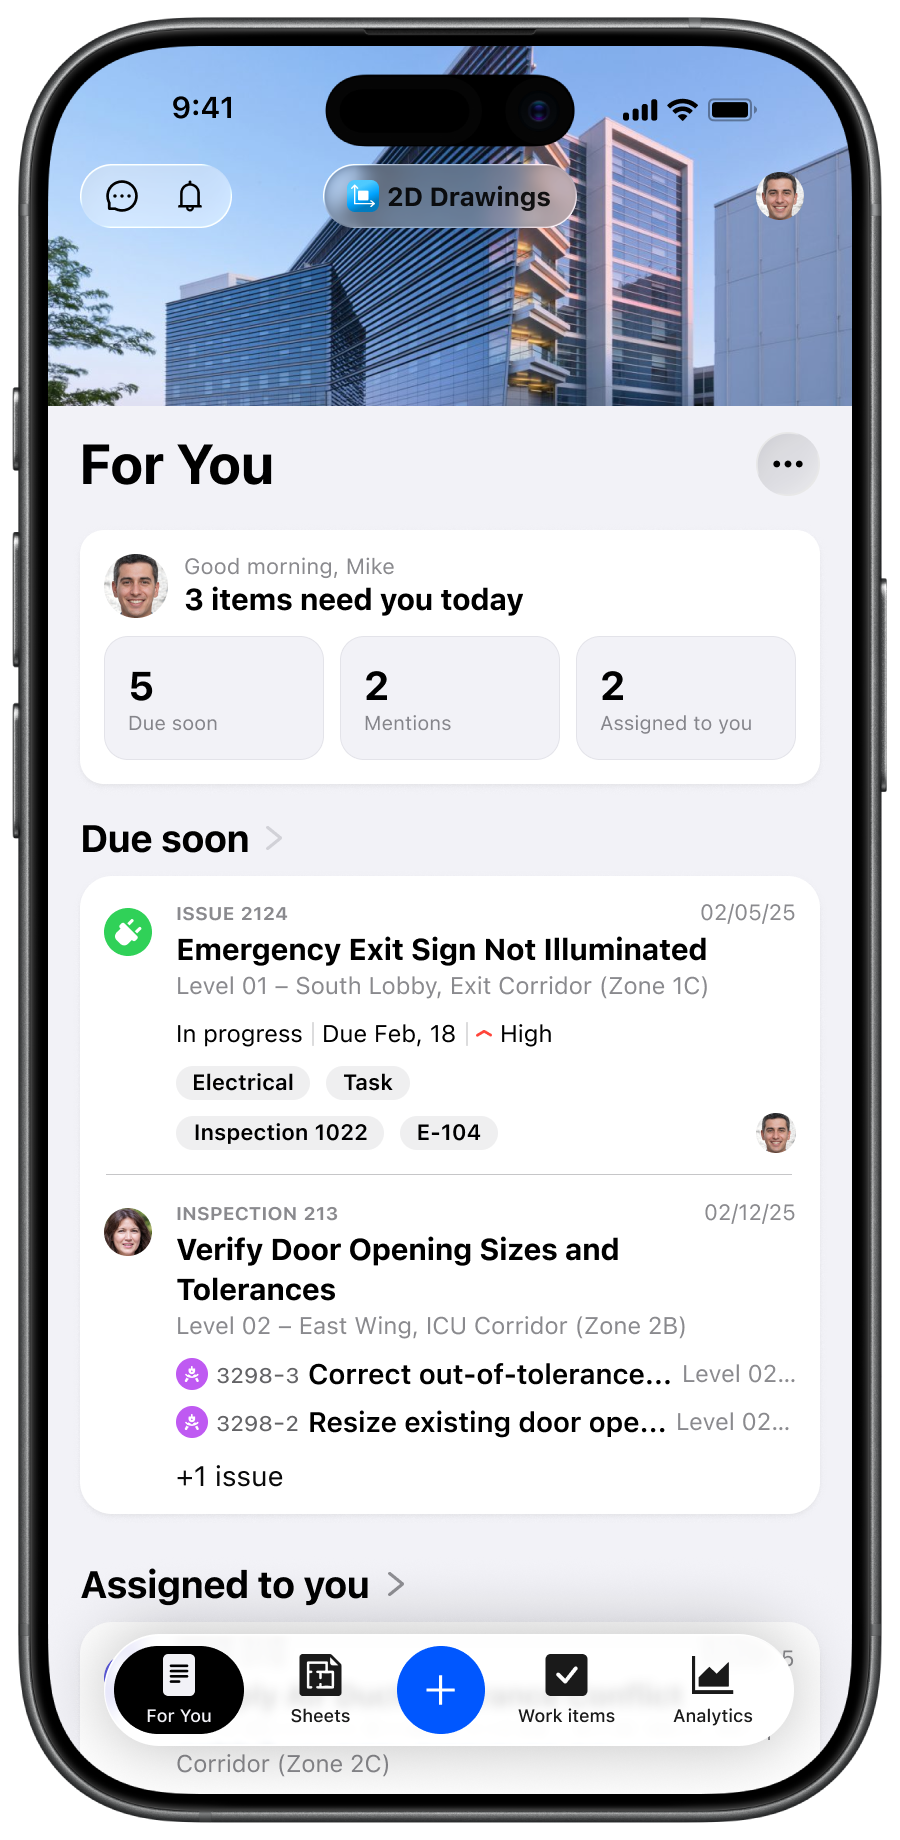 9:41
2D Drawings
For You
Good morning, Mike
3 items need you today
5
Due soon
2
Mentions
2
Assigned to you
Due soon
ISSUE 2124
02/05/25
Emergency Exit Sign Not Illuminated
Level 01 – South Lobby, Exit Corridor (Zone 1C)
In progress
Due Feb, 18
High
Electrical
Task
Inspection 1022
E-104
INSPECTION 213
02/12/25
Verify Door Opening Sizes and
Tolerances
Level 02 – East Wing, ICU Corridor (Zone 2B)
3298-3 Correct out-of-tolerance... Level 02...
3298-2 Resize existing door ope... Level 02...
+1 issue
Assigned to you
For You
Sheets
Work items
Analytics
Corridor (Zone 2C)